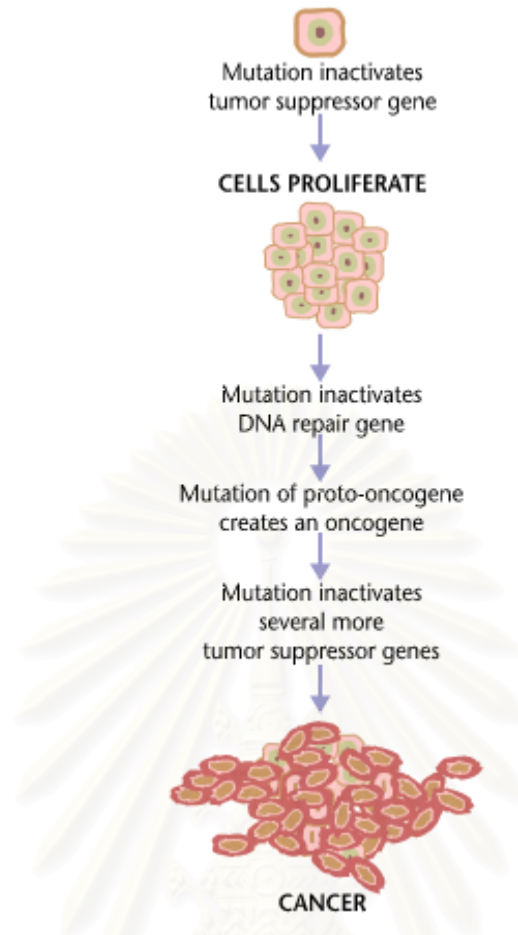 Mutation inactivates
tumor suppressor gene
CELLS PROLIFERATE
Mutation inactivates
DNA repair gene
Mutation of proto-oncogene
creates an oncogene
Mutation inactivates
several more
tumor suppressor genes
CANCER